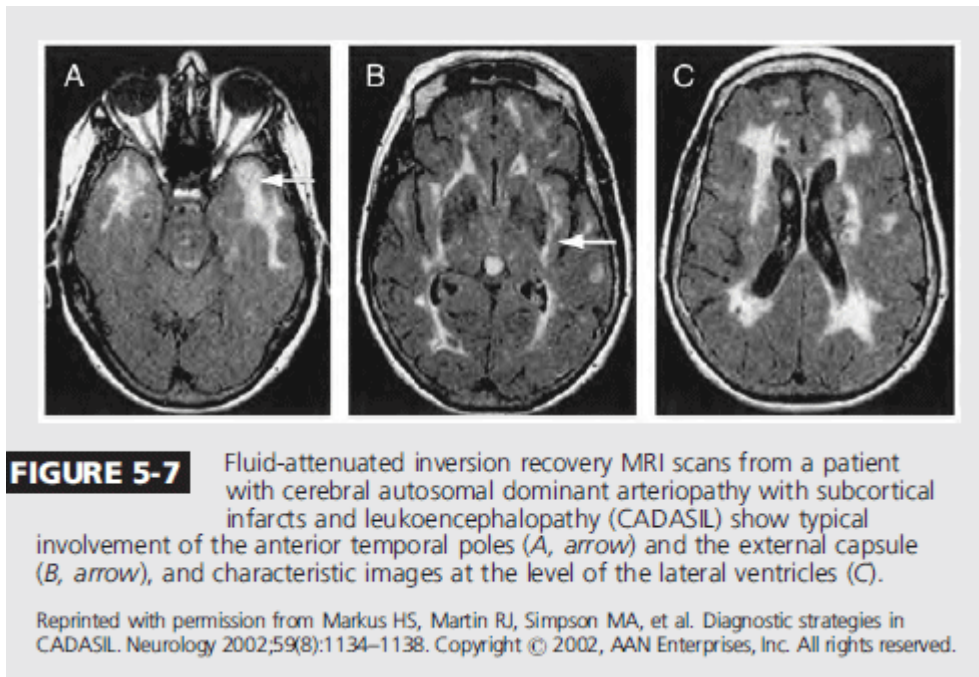 A
B
C
FIGURE 5-7
Fluid-attenuated inversion recovery MRI scans from a patient
with cerebral autosomal dominant arteriopathy with subcortical
infarcts and leukoencephalopathy (CADASIL) show typical
involvement of the anterior temporal poles (A, arrow) and the external capsule
(B, arrow), and characteristic images at the level of the lateral ventricles (C).
Reprinted with permission from Markus HS, Martin RJ, Simpson MA, et al. Diagnostic strategies in
CADASIL. Neurology 2002;59(8):1134–1138. Copyright © 2002, AAN Enterprises, Inc. All rights reserved.